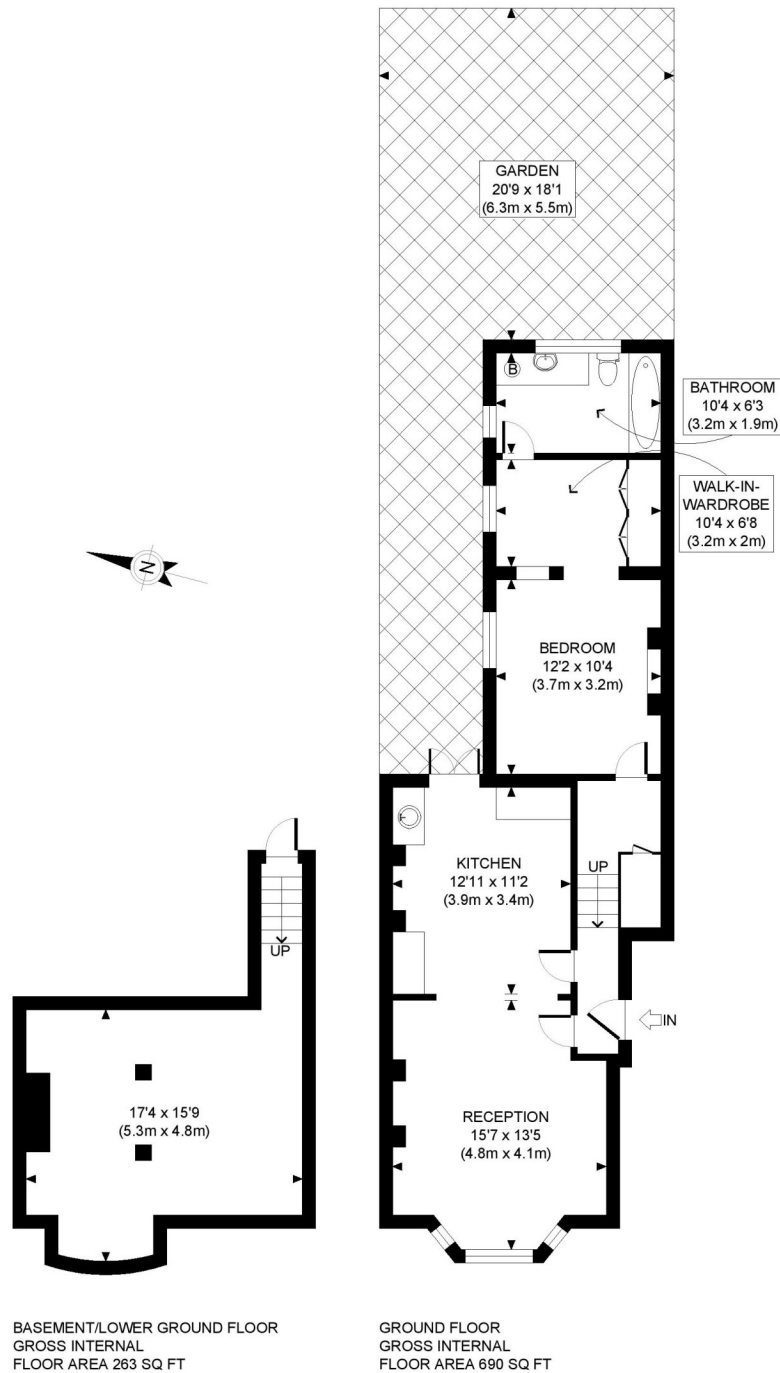 GARDEN
20'9 x 18'1
(6.3m x 5.5m)
B
BATHROOM
10'4 x 6'3
(3.2m x 1.9m)
WALK-IN-
WARDROBE
10'4 x 6'8
(3.2m x 2m)
N
BEDROOM
12'2 x 10'4
(3.7m x 3.2m)
KITCHEN
12'11 x 11'2
(3.9m x 3.4m)
UP
UP
IN
17'4 x 15'9
(5.3m x 4.8m)
RECEPTION
15'7 x 13'5
(4.8m x 4.1m)
BASEMENT/LOWER GROUND FLOOR
GROSS INTERNAL
FLOOR AREA 263 SQ FT
GROUND FLOOR
GROSS INTERNAL
FLOOR AREA 690 SQ FT